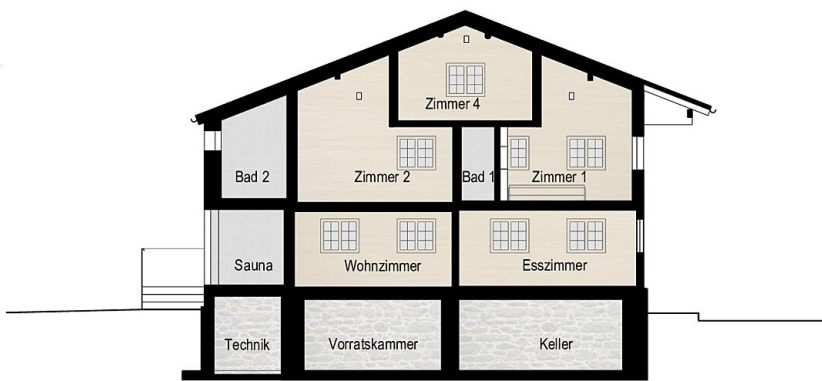 Zimmer 4
Bad 2
Zimmer 2
Bad 1
Zimmer 1
Sauna
Wohnzimmer
Esszimmer
Technik
Vorratskammer
Keller